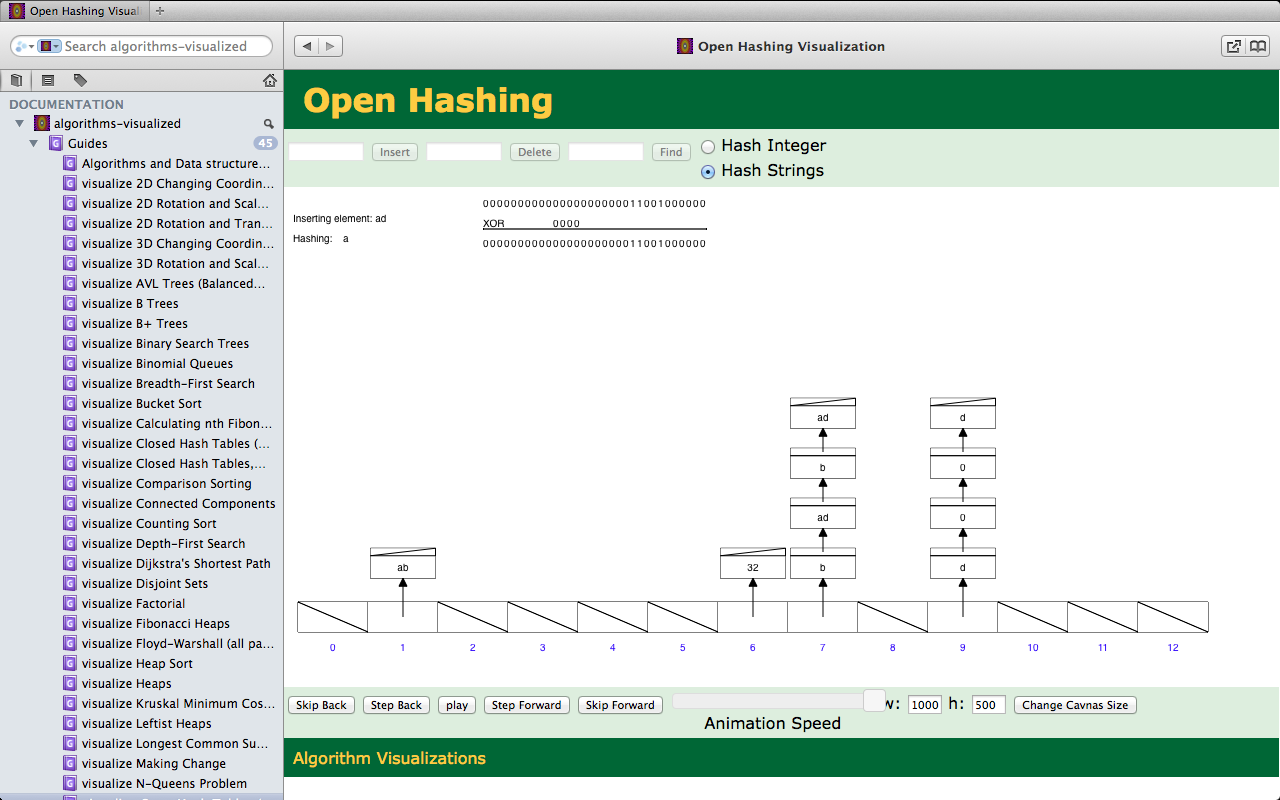 Open Hashing Visual
Search algorithms-visualized
Open Hashing Visualization
DOCUMENTATION
algorithms-visualized
Guides 45
Algorithms and Data structure...
visualize 2D Changing Coordin...
visualize 2D Rotation and Scal...
visualize 2D Rotation and Tran...
visualize 3D Changing Coordin...
visualize 3D Rotation and Scal...
visualize AVL Trees (Balanced...
visualize B Trees
visualize B+ Trees
visualize Binary Search Trees
visualize Binomial Queues
visualize Breadth-First Search
visualize Bucket Sort
visualize Calculating nth Fibon...
visualize Closed Hash Tables (...
visualize Closed Hash Tables,...
visualize Comparison Sorting
visualize Connected Components
visualize Counting Sort
visualize Depth-First Search
visualize Dijkstra's Shortest Path
visualize Disjoint Sets
visualize Factorial
visualize Fibonacci Heaps
visualize Floyd-Warshall (all pa...
visualize Heap Sort
visualize Heaps
visualize Kruskal Minimum Cos...
visualize Leftist Heaps
visualize Longest Common Su...
visualize Making Change
visualize N-Queens Problem
Open Hashing
Insert Delete Find
Hash Integer
Hash Strings
00000000000000000000011001000000
Inserting element: ad
XOR 0000
Hashing: a
00000000000000000000011001000000
ad d
b 0
ad 0
ab 32 b d
0 1 2 3 4 5 6 7 8 9 10 11 12
Skip Back Step Back play Step Forward Skip Forward w: 1000 h: 500 Change Cavnas Size
Animation Speed
Algorithm Visualizations